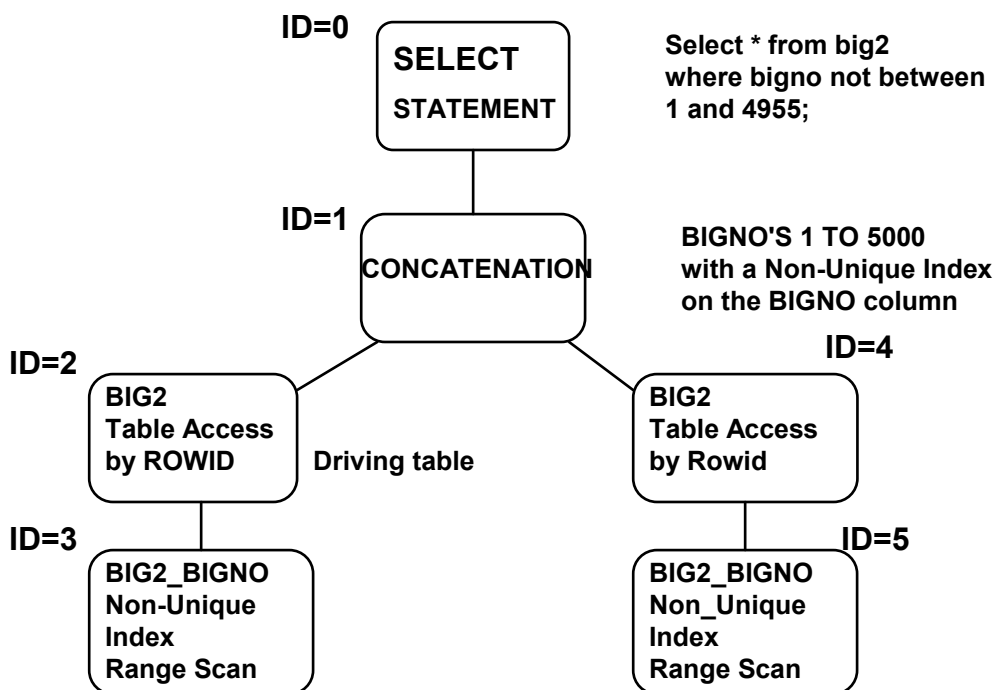 ID=0
SELECT
STATEMENT
Select * from big2
where bigno not between
1 and 4955;
ID=1
CONCATENATION
BIGNO'S 1 TO 5000
with a Non-Unique Index
on the BIGNO column
ID=2
BIG2
Table Access
by ROWID
Driving table
ID=4
BIG2
Table Access
by Rowid
ID=3
BIG2_BIGNO
Non-Unique
Index
Range Scan
ID=5
BIG2_BIGNO
Non_Unique
Index
Range Scan